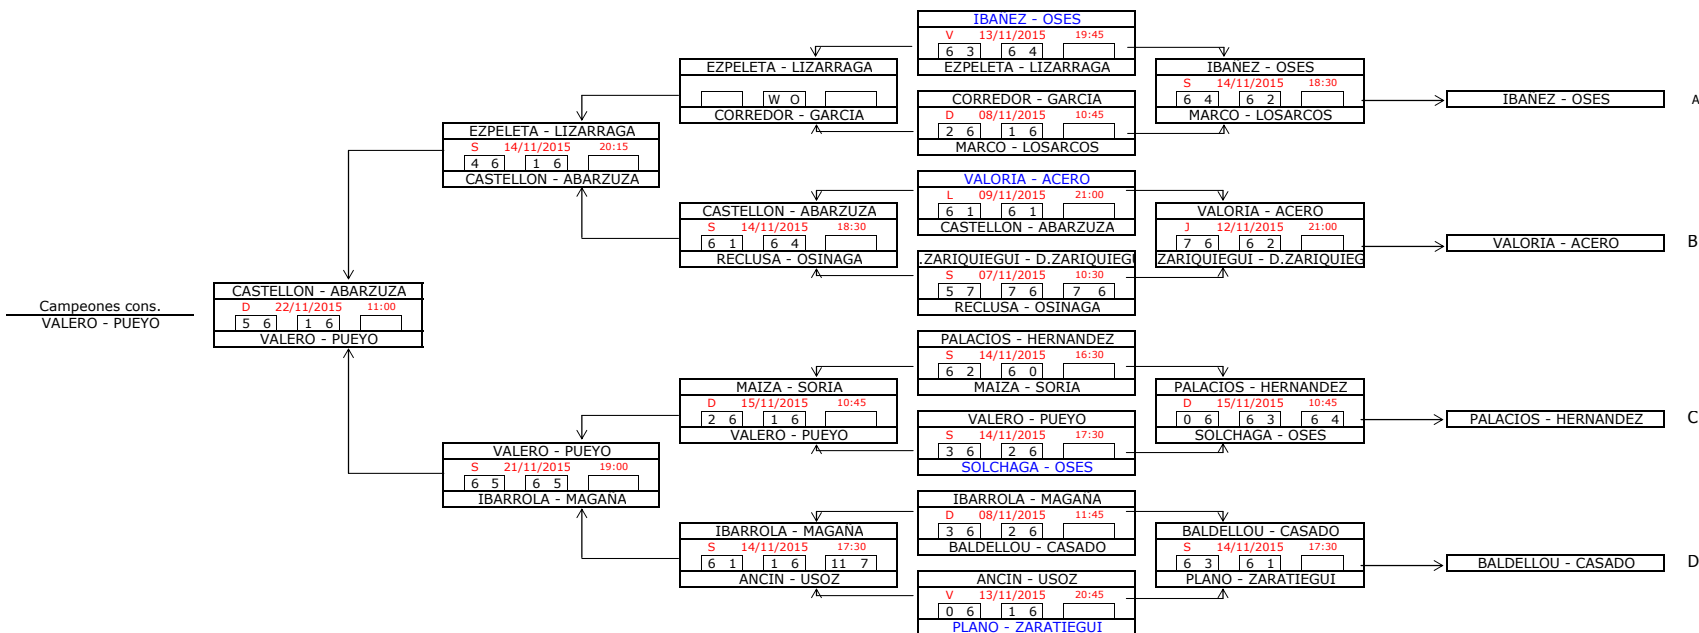 IBAÑEZ - OSES
V 13/11/2015 19:45
6 3 6 4
EZPELETA - LIZARRAGA
EZPELETA - LIZARRAGA
W O
CORREDOR - GARCIA
IBAÑEZ - OSES
S 14/11/2015 18:30
6 4 6 2
MARCO - LOSARCOS
IBAÑEZ - OSES A
CORREDOR - GARCIA
D 08/11/2015 10:45
2 6 1 6
MARCO - LOSARCOS
EZPELETA - LIZARRAGA
S 14/11/2015 20:15
4 6 1 6
CASTELLON - ABARZUZA
VALORIA - ACERO
L 09/11/2015 21:00
6 1 6 1
CASTELLON - ABARZUZA
CASTELLON - ABARZUZA
S 14/11/2015 18:30
6 1 6 4
RECLUSA - OSINAGA
VALORIA - ACERO
J 12/11/2015 21:00
7 6 6 2
ZARIQUIEGUI - D.ZARIQUIEG
VALORIA - ACERO B
.ZARIQUIEGUI - D.ZARIQUIEGU
S 07/11/2015 10:30
5 7 7 6 7 6
RECLUSA - OSINAGA
Campeones cons.
VALERO - PUEYO
CASTELLON - ABARZUZA
D 22/11/2015 11:00
5 6 1 6
VALERO - PUEYO
PALACIOS - HERNANDEZ
S 14/11/2015 16:30
6 2 6 0
MAIZA - SORIA
MAIZA - SORIA
D 15/11/2015 10:45
2 6 1 6
VALERO - PUEYO
PALACIOS - HERNANDEZ
D 15/11/2015 10:45
0 6 6 3 6 4
SOLCHAGA - OSES
PALACIOS - HERNANDEZ C
VALERO - PUEYO
S 14/11/2015 17:30
3 6 2 6
SOLCHAGA - OSES
VALERO - PUEYO
S 21/11/2015 19:00
6 5 6 5
IBARROLA - MAGAÑA
IBARROLA - MAGAÑA
D 08/11/2015 11:45
3 6 2 6
BALDELLOU - CASADO
IBARROLA - MAGAÑA
S 14/11/2015 17:30
6 1 1 6 11 7
ANCIN - USOZ
BALDELLOU - CASADO
S 14/11/2015 17:30
6 3 6 1
PLANO - ZARATIEGUI
BALDELLOU - CASADO D
ANCIN - USOZ
V 13/11/2015 20:45
0 6 1 6
PLANO - ZARATIEGUI